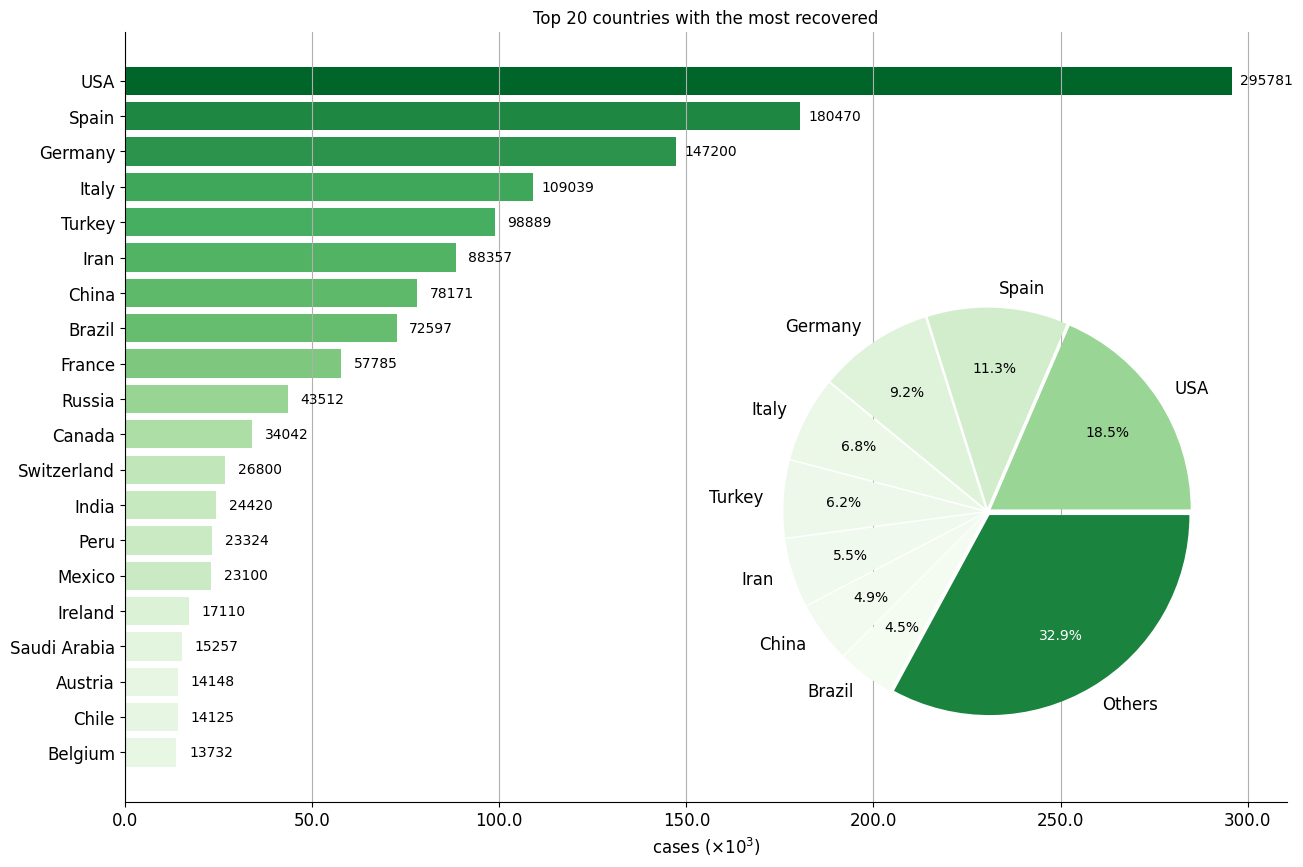 Top 20 countries with the most recovered
USA 295781
Spain 180470
Germany 147200
Italy 109039
Turkey 98889
Iran 88357
China 78171
Brazil 72597
France 57785
Russia 43512
Canada 34042
Switzerland 26800
India 24420
Peru 23324
Mexico 23100
Ireland 17110
Saudi Arabia 15257
Austria 14148
Chile 14125
Belgium 13732
0.0 50.0 100.0 150.0 200.0 250.0 300.0
cases (×10³)
USA
18.5%
Spain
11.3%
Germany
9.2%
Italy
6.8%
Turkey
6.2%
Iran
5.5%
China
4.9%
Brazil
4.5%
Others
32.9%